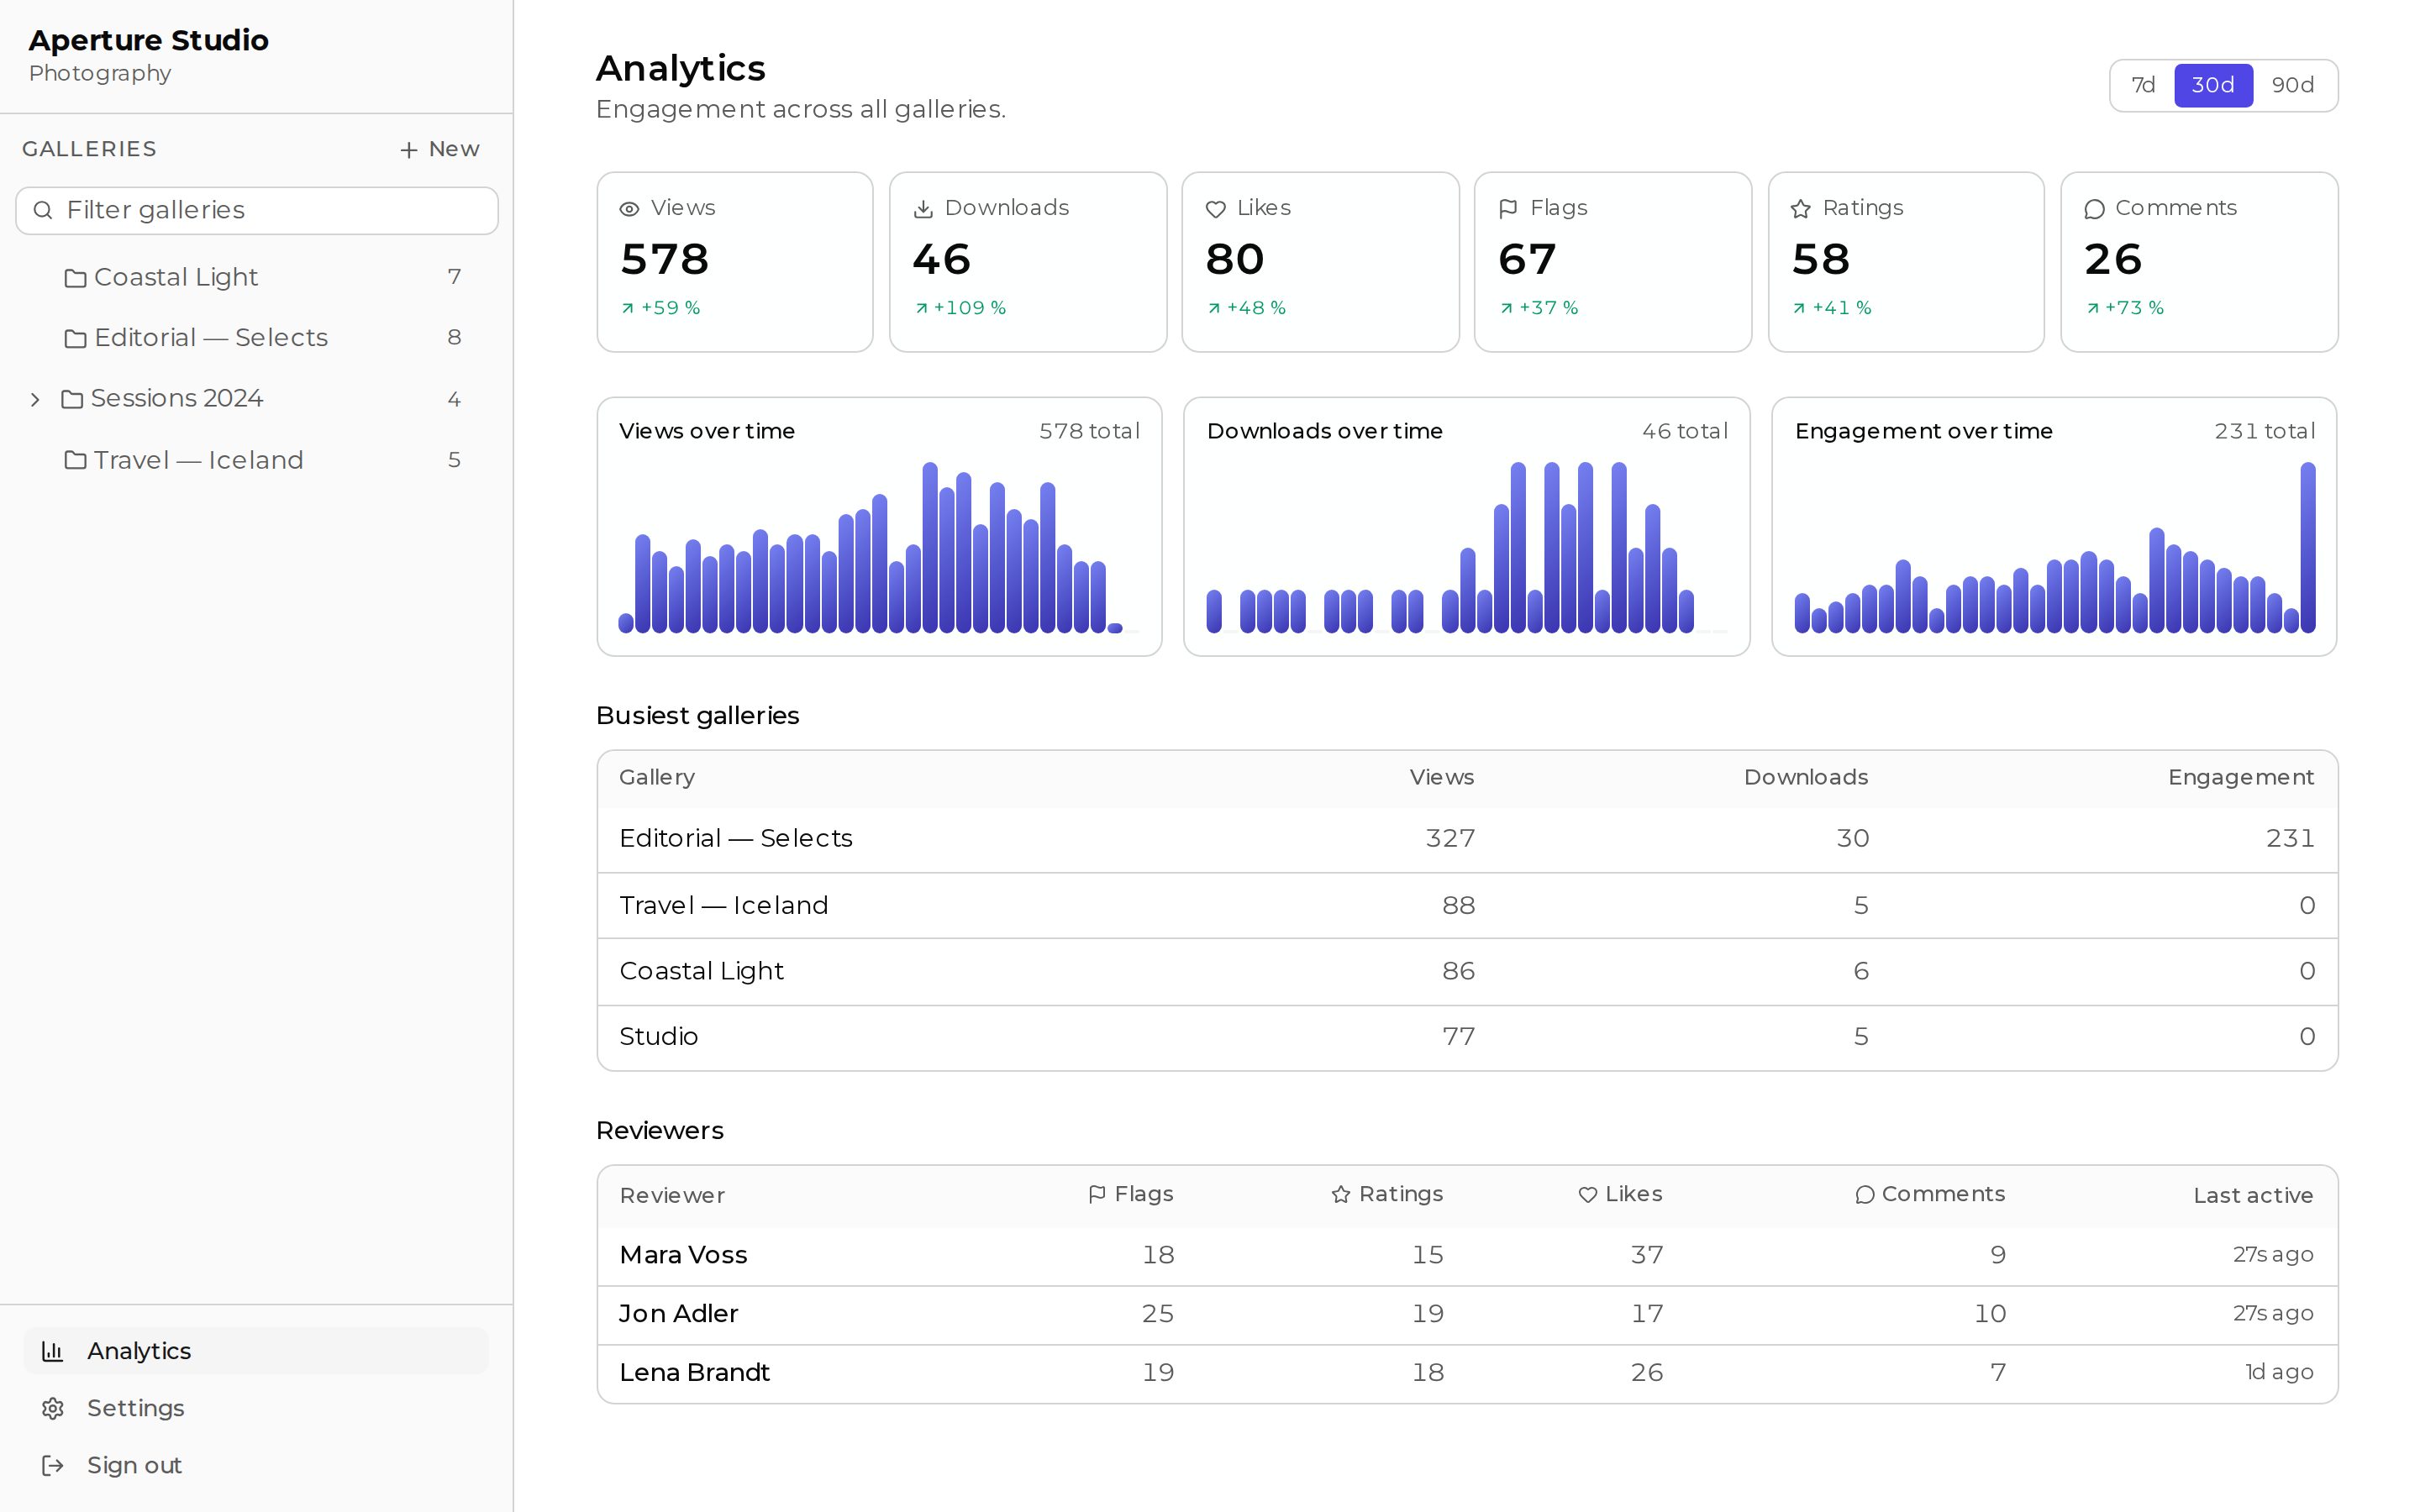 Aperture Studio
Photography
GALLERIES
New
Filter galleries
Coastal Light 7
Editorial — Selects 8
Sessions 2024 4
Travel — Iceland 5
Analytics
Settings
Sign out
Analytics
Engagement across all galleries.
7d 30d 90d
Views
578
+59 %
Downloads
46
+109 %
Likes
80
+48 %
Flags
67
+37 %
Ratings
58
+41 %
Comments
26
+73 %
Views over time 578 total
Downloads over time 46 total
Engagement over time 231 total
Busiest galleries
Gallery Views Downloads Engagement
Editorial — Selects 327 30 231
Travel — Iceland 88 5 0
Coastal Light 86 6 0
Studio 77 5 0
Reviewers
Reviewer Flags Ratings Likes Comments Last active
Mara Voss 18 15 37 9 27s ago
Jon Adler 25 19 17 10 27s ago
Lena Brandt 19 18 26 7 1d ago